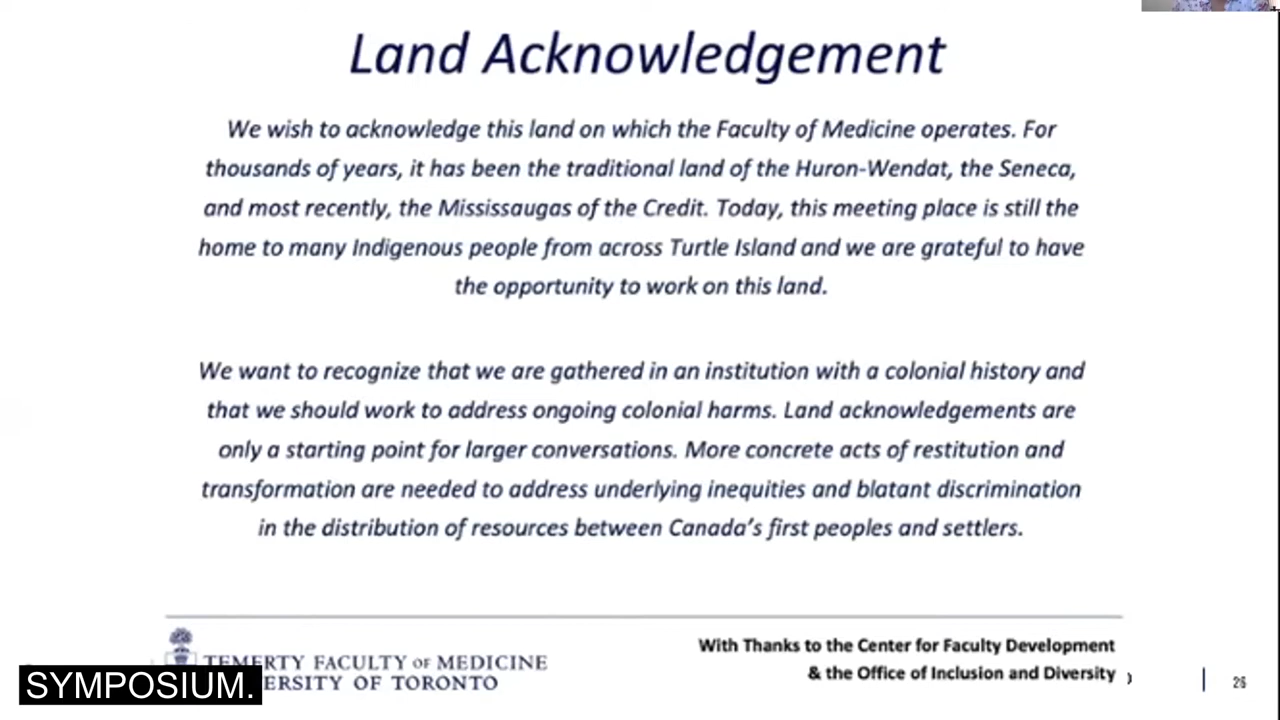 Land Acknowledgement
We wish to acknowledge this land on which the Faculty of Medicine operates. For
thousands of years, it has been the traditional land of the Huron-Wendat, the Seneca,
and most recently, the Mississaugas of the Credit. Today, this meeting place is still the
home to many Indigenous people from across Turtle Island and we are grateful to have
the opportunity to work on this land.
We want to recognize that we are gathered in an institution with a colonial history and
that we should work to address ongoing colonial harms. Land acknowledgements are
only a starting point for larger conversations. More concrete acts of restitution and
transformation are needed to address underlying inequities and blatant discrimination
in the distribution of resources between Canada's first peoples and settlers.
TEMERTY FACULTY OF MEDICINE
ERSITY OF TORONTO
SYMPOSIUM.
With Thanks to the Center for Faculty Development
& the Office of Inclusion and Diversity
26